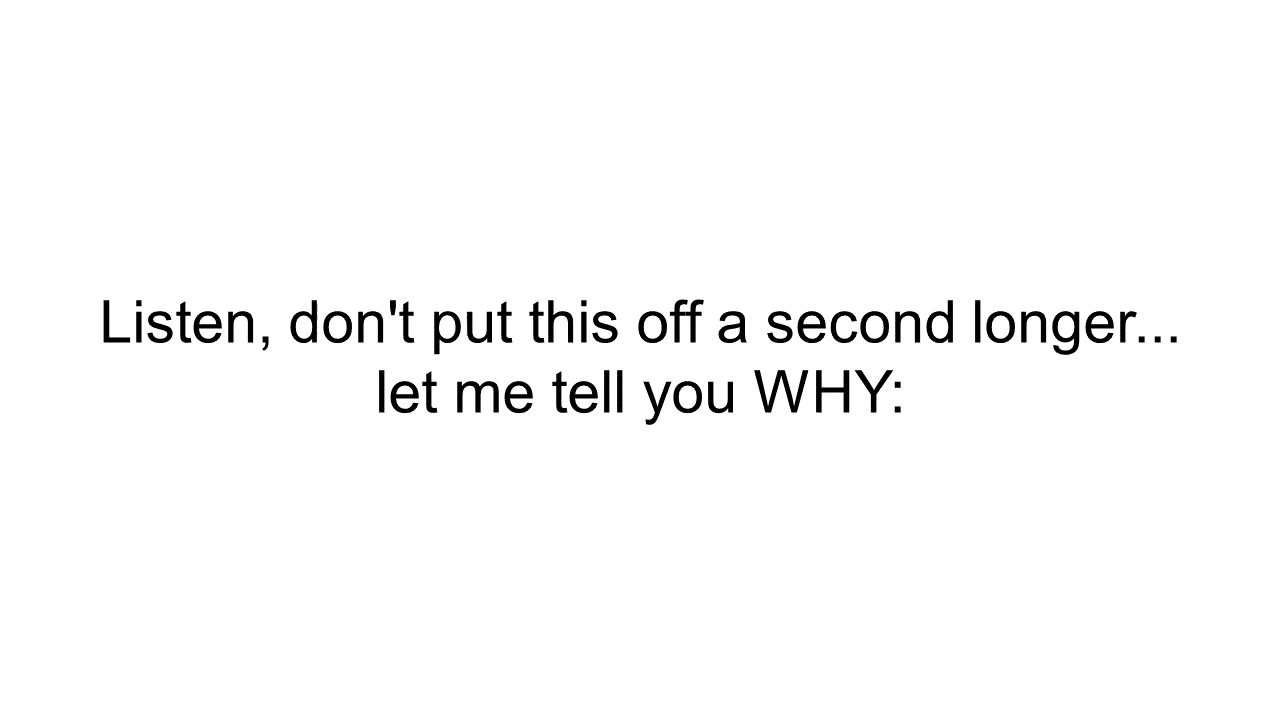 Listen, don't put this off a second longer...
let me tell you WHY: